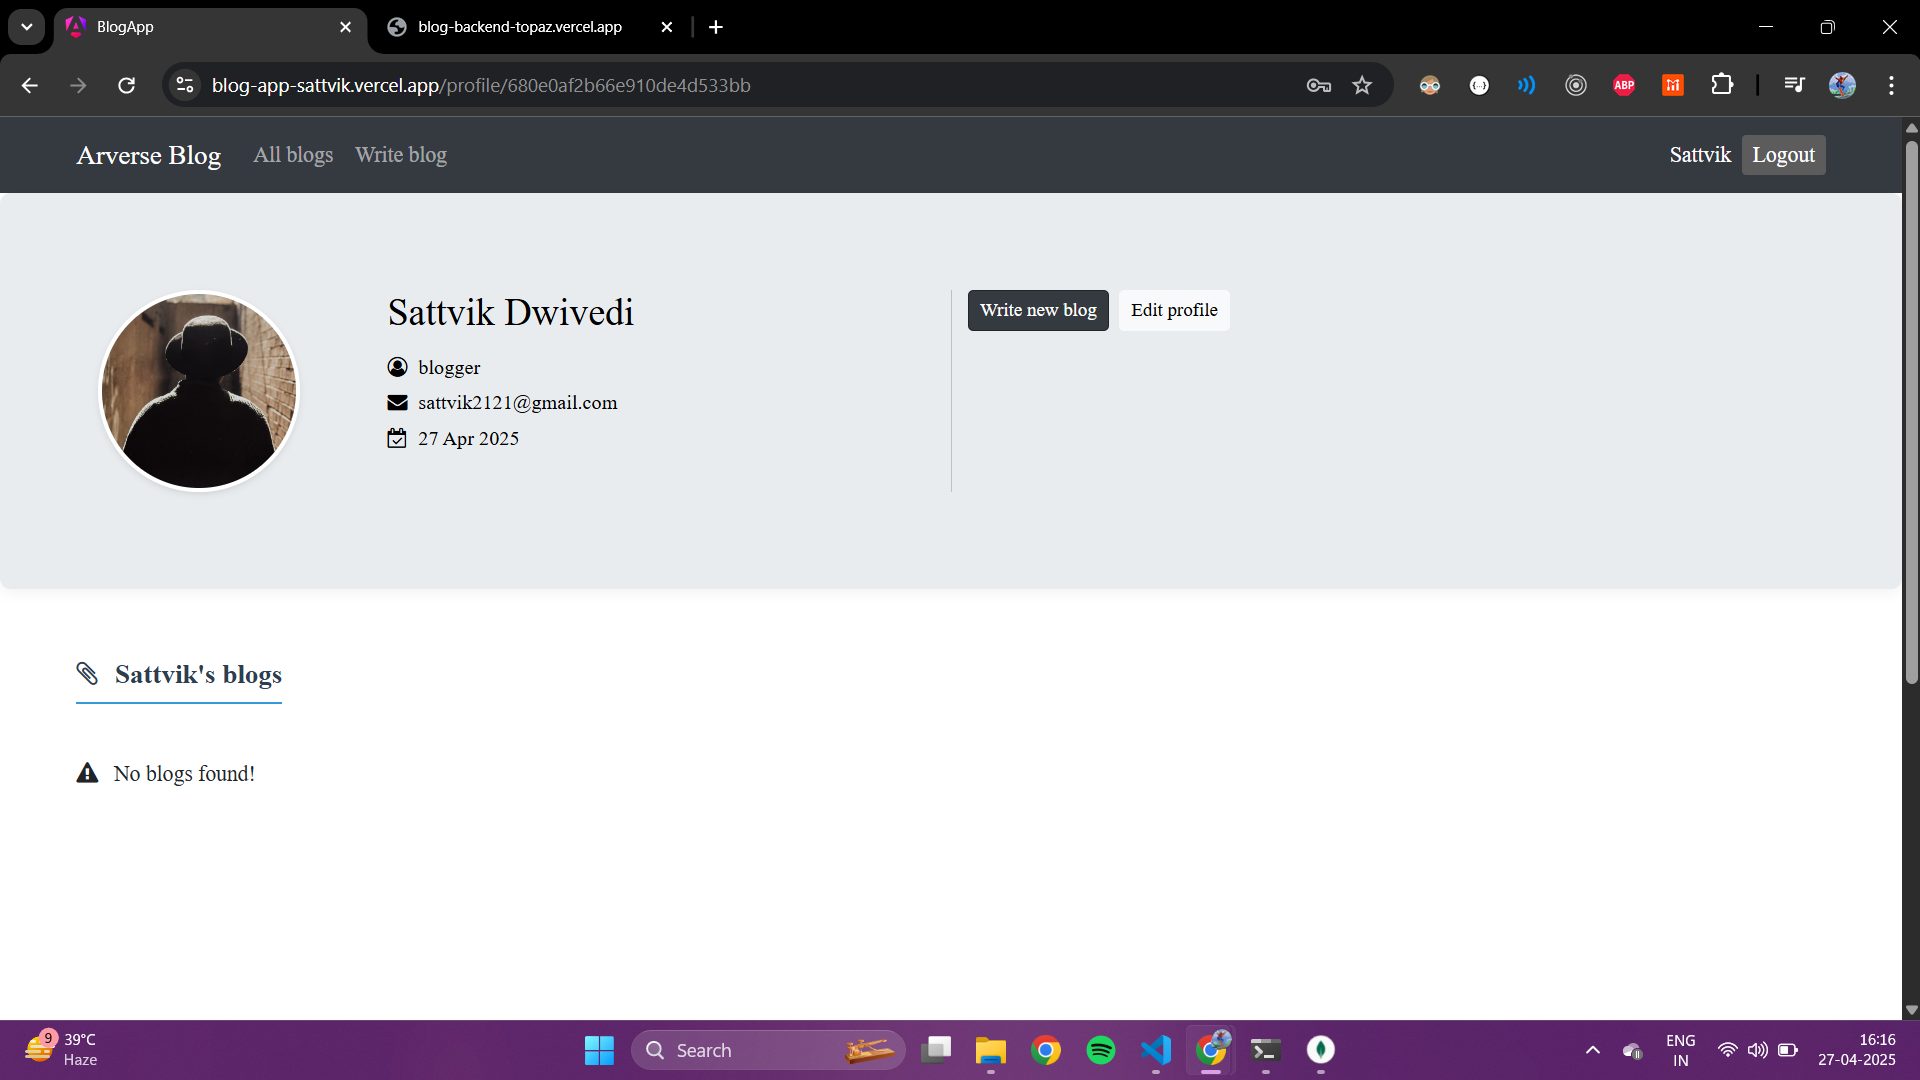 BlogApp
blog-backend-topaz.vercel.app
blog-app-sattvik.vercel.app/profile/680e0af2b66e910de4d533bb
ABP
Arverse Blog All blogs Write blog Sattvik Logout
Sattvik Dwivedi
blogger
sattvik2121@gmail.com
27 Apr 2025
Write new blog Edit profile
Sattvik's blogs
No blogs found!
9
39°C
Haze
Search
ENG
IN
16:16
27-04-2025